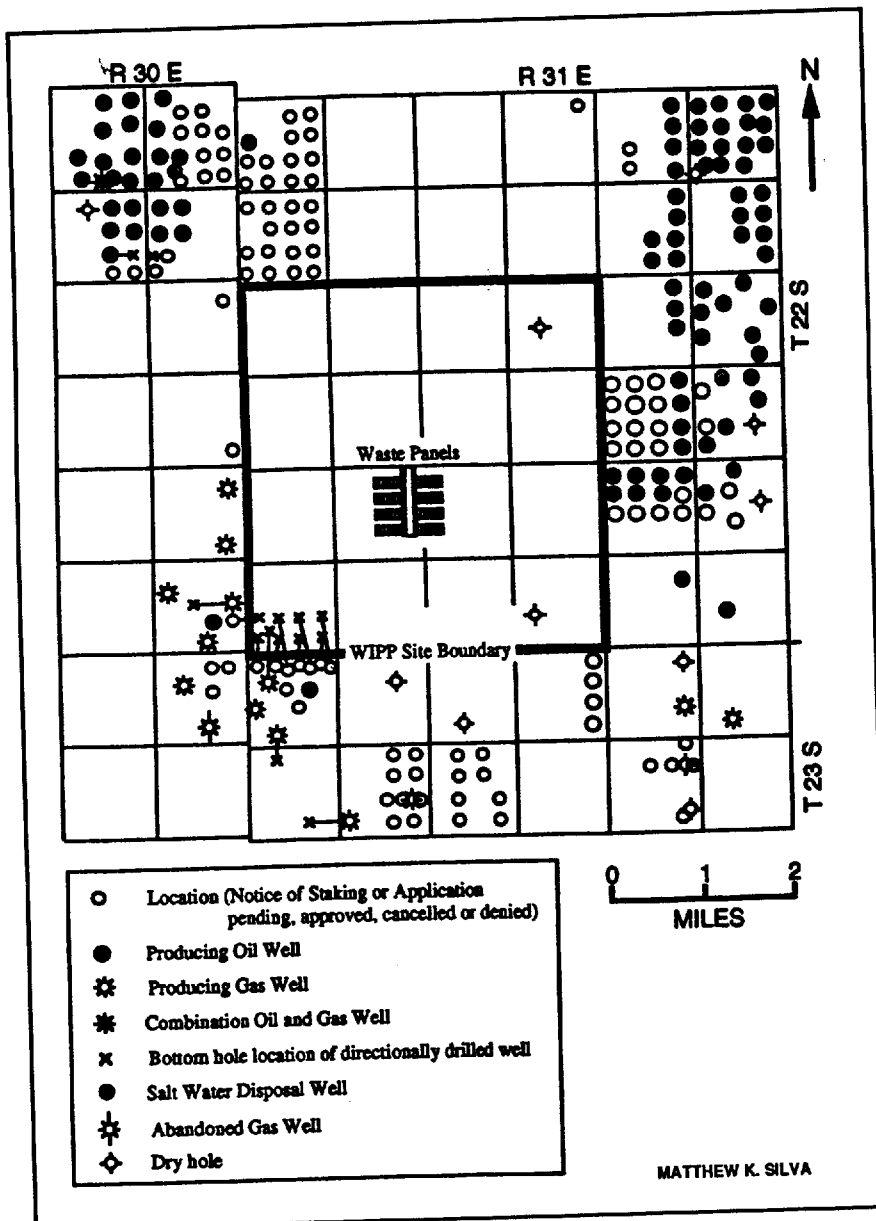 R 30 E
R 31 E
N
T 22 S
Waste Panels
WIPP Site Boundary
T 23 S
0 1 2
MILES
Location (Notice of Staking or Application
pending, approved, cancelled or denied)
Producing Oil Well
Producing Gas Well
Combination Oil and Gas Well
Bottom hole location of directionally drilled well
Salt Water Disposal Well
Abandoned Gas Well
Dry hole
MATTHEW K. SILVA